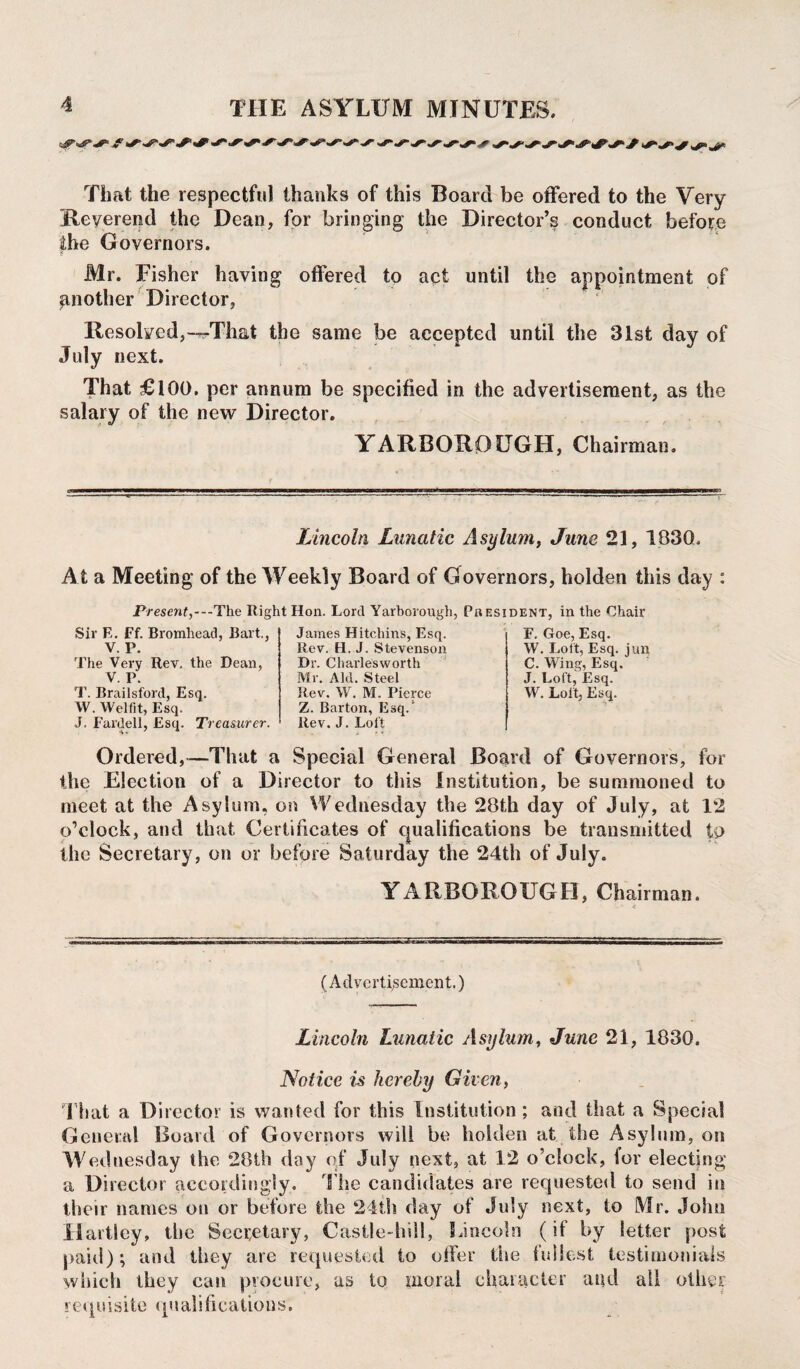 4 THE ASYLUM MINUTES.
That the respectful thanks of this Board be offered to the Very
Reverend the Dean, for bringing the Director's conduct before
the Governors.
Mr. Fisher having offered to act until the appointment of
another Director,
Resolved,—That the same be accepted until the 31st day of
July next.
That £100. per annum be specified in the advertisement, as the
salary of the new Director.
YARBOROUGH, Chairman.
Lincoln Lunatic Asylum, June 21, 1830.
At a Meeting of the Weekly Board of Governors, holden this day :
Present,---The Right Hon. Lord Yarborough, PRESIDENT, in the Chair
Sir E. Ff. Bromhead, Bart.,
V. P.
The Very Rev. the Dean,
V. P.
T. Brailsford, Esq.
W. Welfit, Esq.
J. Fardell, Esq. Treasurer.
James Hitchins, Esq.
Rev. H. J. Stevenson
Dr. Charlesworth
Mr. Ald. Steel
Rev. W. M. Pierce
Z. Barton, Esq.
Rev. J. Loft
F. Goe, Esq.
W. Loft, Esq. jun
C. Wing, Esq.
J. Loft, Esq.
W. Loft, Esq.
Ordered,—That a Special General Board of Governors, for
the Election of a Director to this Institution, be summoned to
meet at the Asylum, on Wednesday the 28th day of July, at 12
o'clock, and that Certificates of qualifications be transmitted to
the Secretary, on or before Saturday the 24th of July.
YARBOROUGH, Chairman.
(Advertisement.)
Lincoln Lunatic Asylum, June 21, 1830.
Notice is hereby Given,
That a Director is wanted for this Institution; and that a Special
General Board of Governors will be holden at the Asylum, on
Wednesday the 28th day of July next, at 12 o'clock, for electing
a Director accordingly. The candidates are requested to send in
their names on or before the 24th day of July next, to Mr. John
Hartley, the Secretary, Castle-hill, Lincoln (if by letter post
paid); and they are requested to offer the fullest testimonials
which they can procure, as to moral character and all other
requisite qualifications.